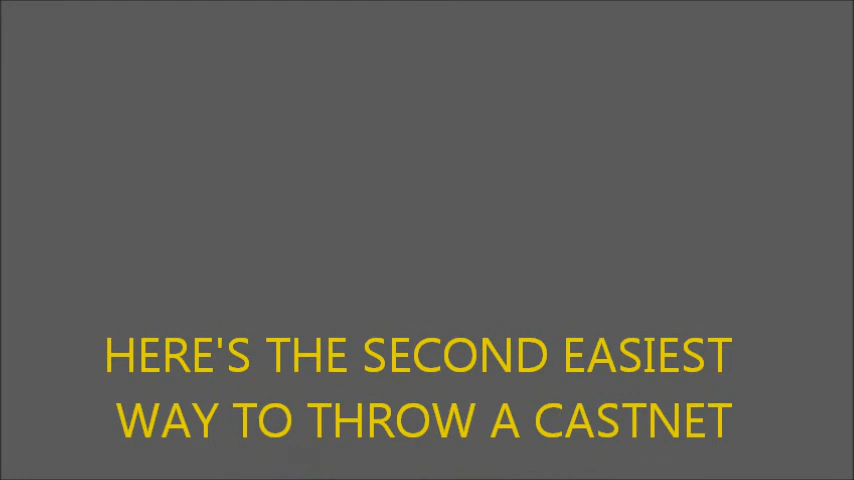 HERE'S THE SECOND EASIEST
WAY TO THROW A CASTNET